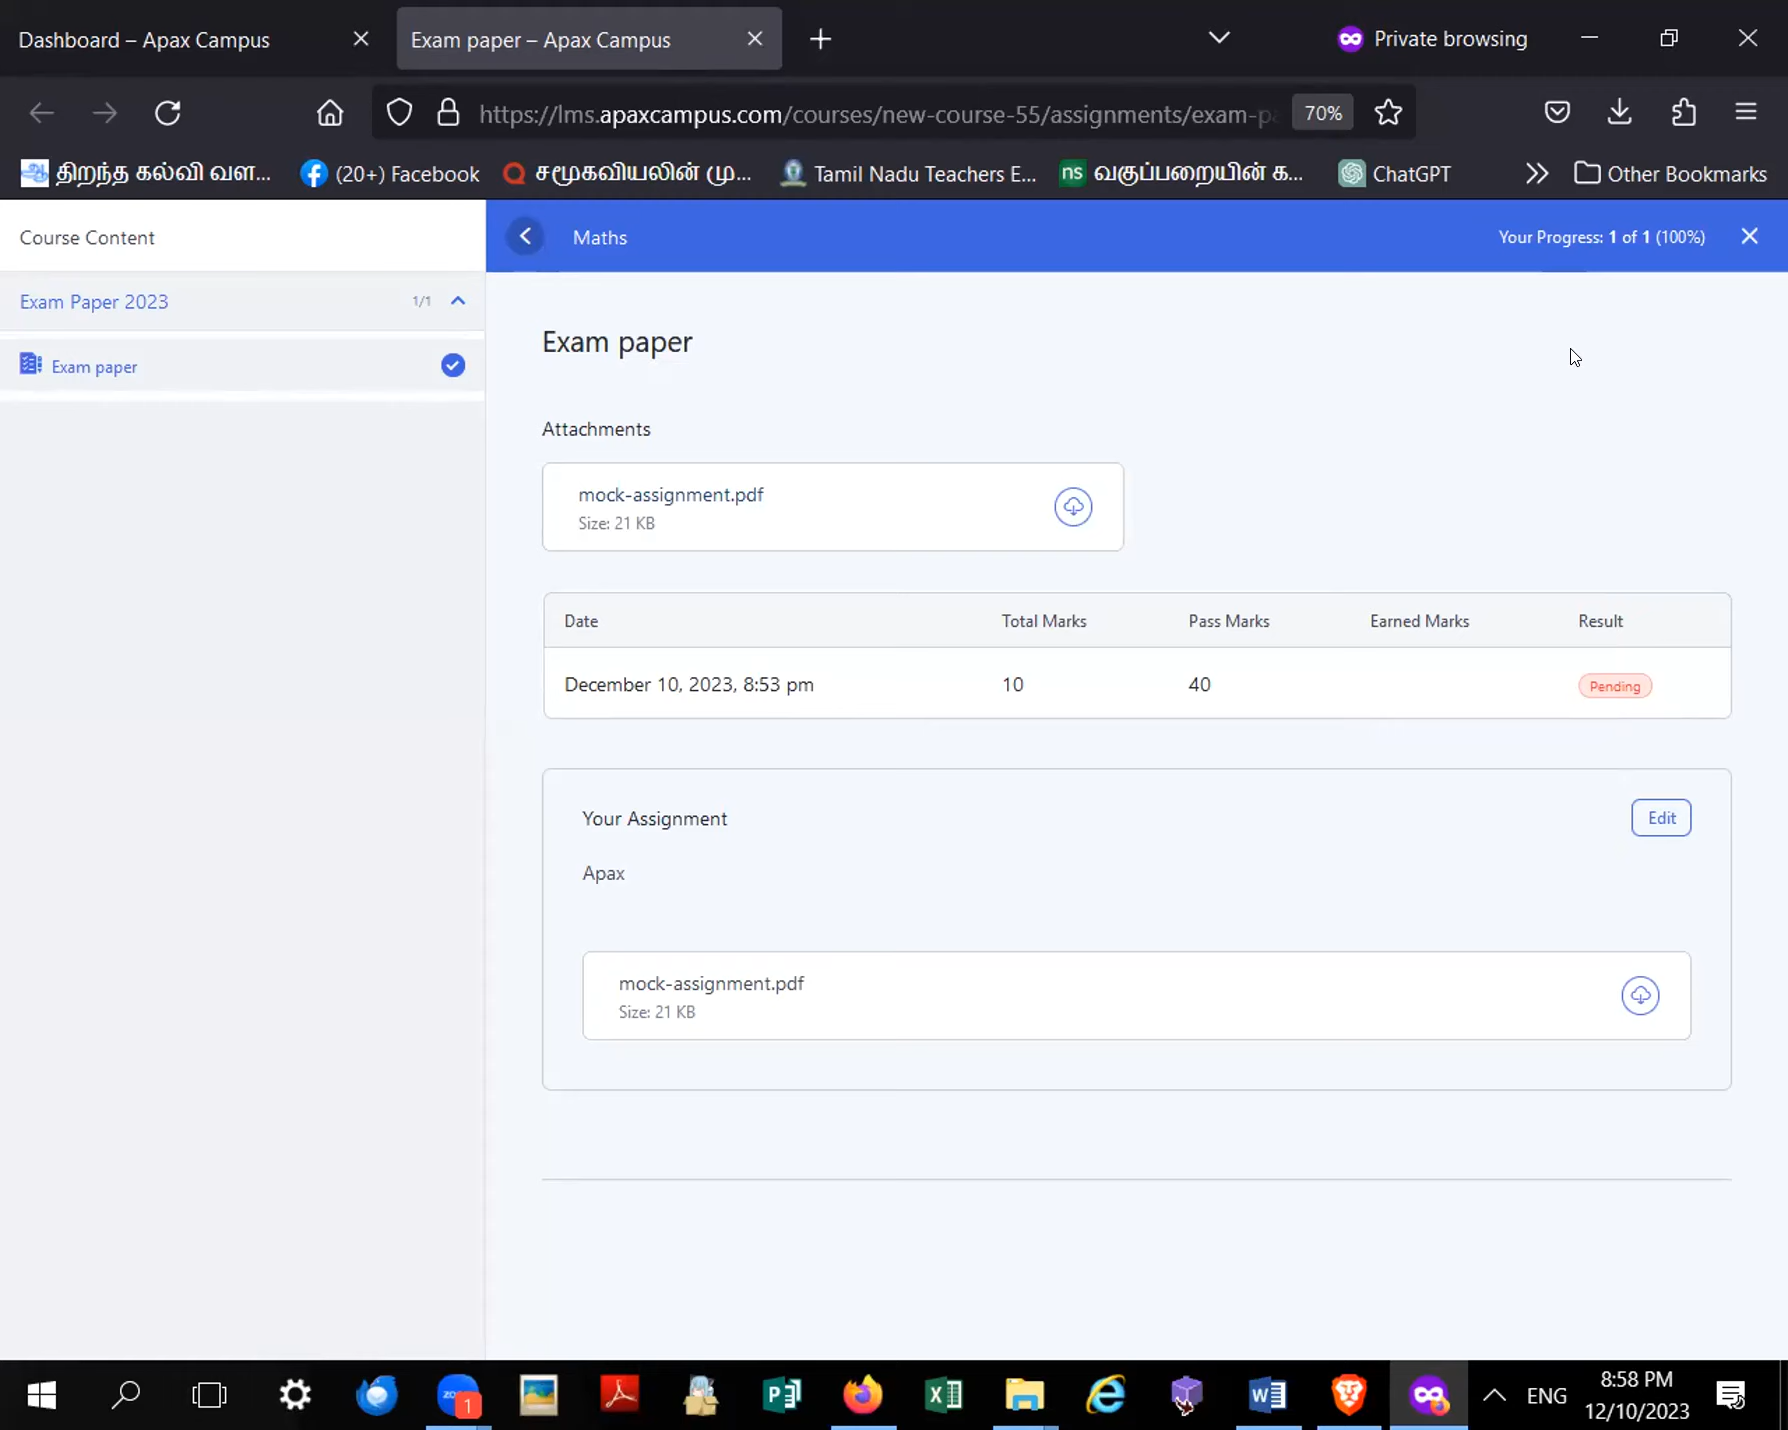 Dashboard – Apax Campus
Exam paper – Apax Campus
Private browsing
https://lms.apaxcampus.com/courses/new-course-55/assignments/exam-pa
70%
திறந்த கல்வி வள...
(20+) Facebook
சமூகவியலின் மு...
Tamil Nadu Teachers E...
ns வகுப்பறையின் க...
ChatGPT
Other Bookmarks
Course Content
Maths
Your Progress: 1 of 1 (100%)
Exam Paper 2023
1/1
Exam paper
Exam paper
Attachments
mock-assignment.pdf
Size: 21 KB
Date Total Marks Pass Marks Earned Marks Result
December 10, 2023, 8:53 pm 10 40 Pending
Your Assignment
Edit
Apax
mock-assignment.pdf
Size: 21 KB
1
ENG
8:58 PM
12/10/2023